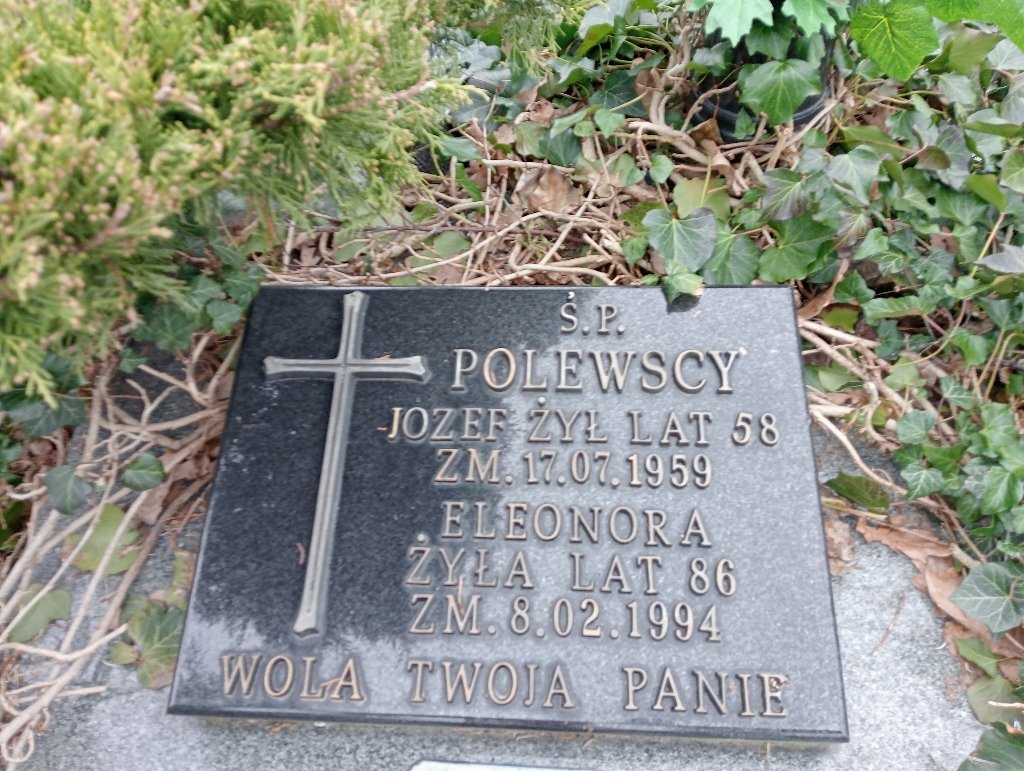 Ś.P.
POLEWSCY
JOZEF ŻYŁ LAT 58
ZM. 17.07.1959
ELEONORA
ŻYŁA LAT 86
ZM. 8.02.1994
WOLA TWOJA PANIE